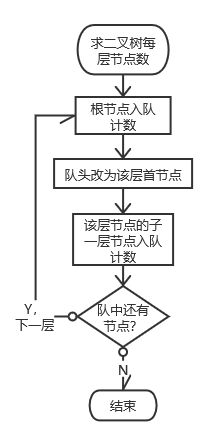 求二叉树每
层节点数
根节点入队
计数
队头改为该层首节点
该层节点的子
一层节点入队
计数
队中还有
节点?
Y,
下一层
N
结束